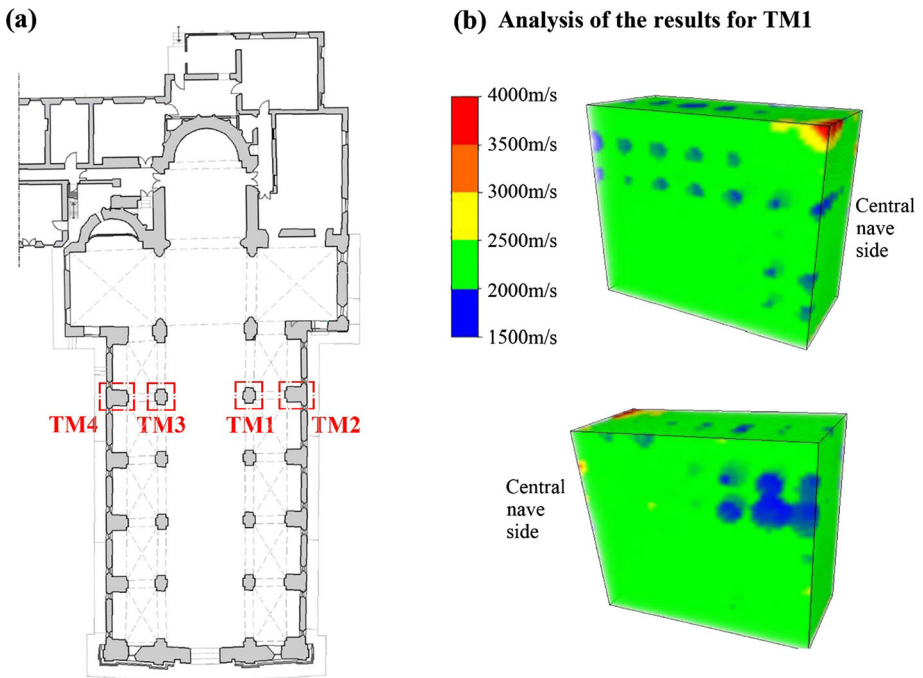 (a)
(b) Analysis of the results for TM1
4000m/s
3500m/s
3000m/s
2500m/s
2000m/s
1500m/s
Central
nave
side
TM4
TM3
TM1
TM2
Central
nave
side